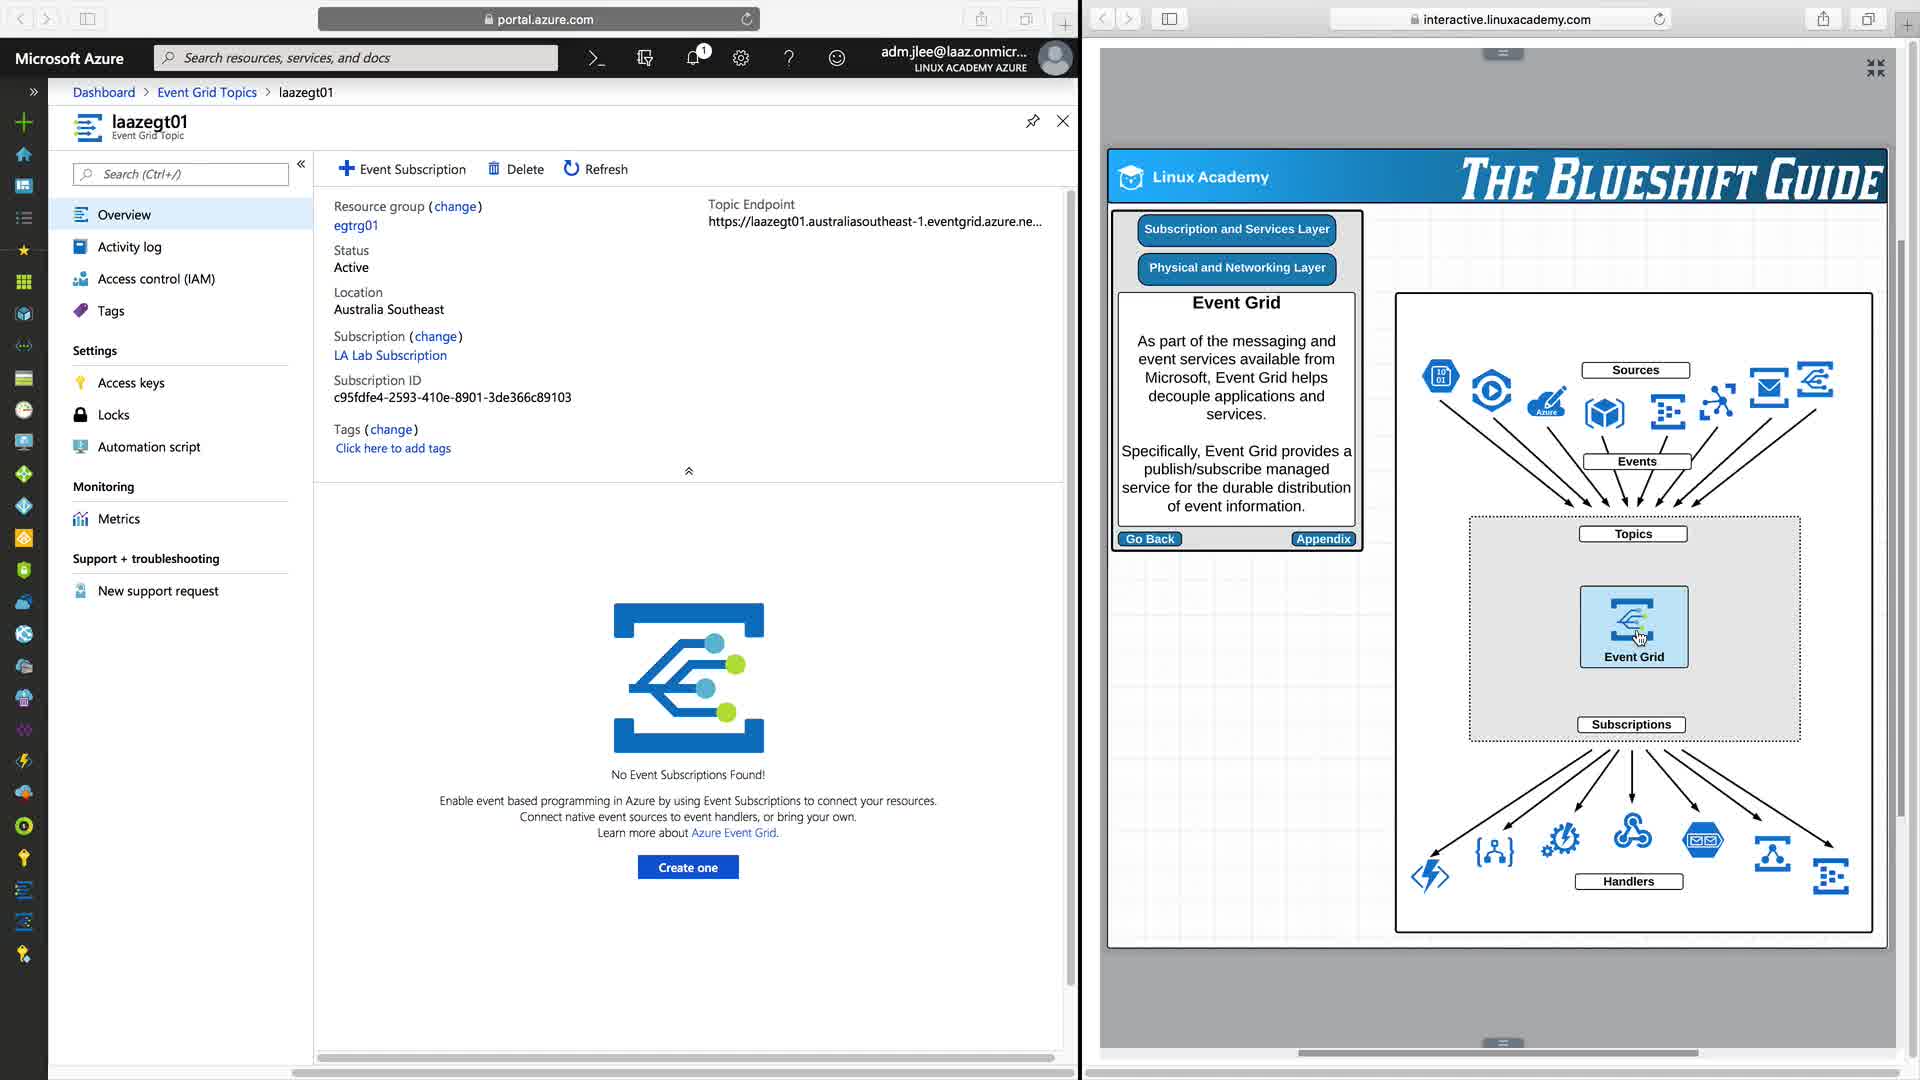 portal.azure.com
Microsoft Azure
Search resources, services, and docs
1
adm.jlee@laaz.onmicr...
LINUX ACADEMY AZURE
Dashboard > Event Grid Topics > laazegt01
laazegt01
Event Grid Topic
Search (Ctrl+/)
Overview
Activity log
Access control (IAM)
Tags
Settings
Access keys
Locks
Automation script
Monitoring
Metrics
Support + troubleshooting
New support request
Event Subscription
Delete
Refresh
Resource group (change)
egtrg01
Status
Active
Location
Australia Southeast
Subscription (change)
LA Lab Subscription
Subscription ID
c95fdfe4-2593-410e-8901-3de366c89103
Tags (change)
Click here to add tags
Topic Endpoint
https://laazegt01.australiasoutheast-1.eventgrid.azure.ne...
No Event Subscriptions Found!
Enable event based programming in Azure by using Event Subscriptions to connect your resources.
Connect native event sources to event handlers, or bring your own.
Learn more about Azure Event Grid.
Create one
interactive.linuxacademy.com
Linux Academy
THE BLUESHIFT GUIDE
Subscription and Services Layer
Physical and Networking Layer
Event Grid
As part of the messaging and
event services available from
Microsoft, Event Grid helps
decouple applications and
services.
Specifically, Event Grid provides a
publish/subscribe managed
service for the durable distribution
of event information.
Go Back
Appendix
Sources
10
01
Azure
Events
Topics
Event Grid
Subscriptions
Handlers